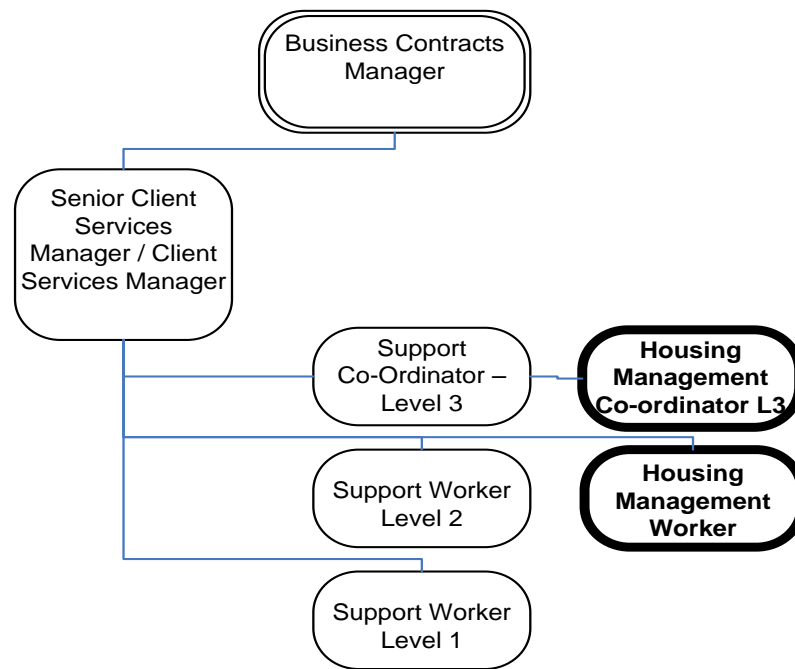 Business Contracts
Manager
Senior Client
Services
Manager / Client
Services Manager
Support
Co-Ordinator –
Level 3
Housing
Management
Co-ordinator L3
Support Worker
Level 2
Housing
Management
Worker
Support Worker
Level 1